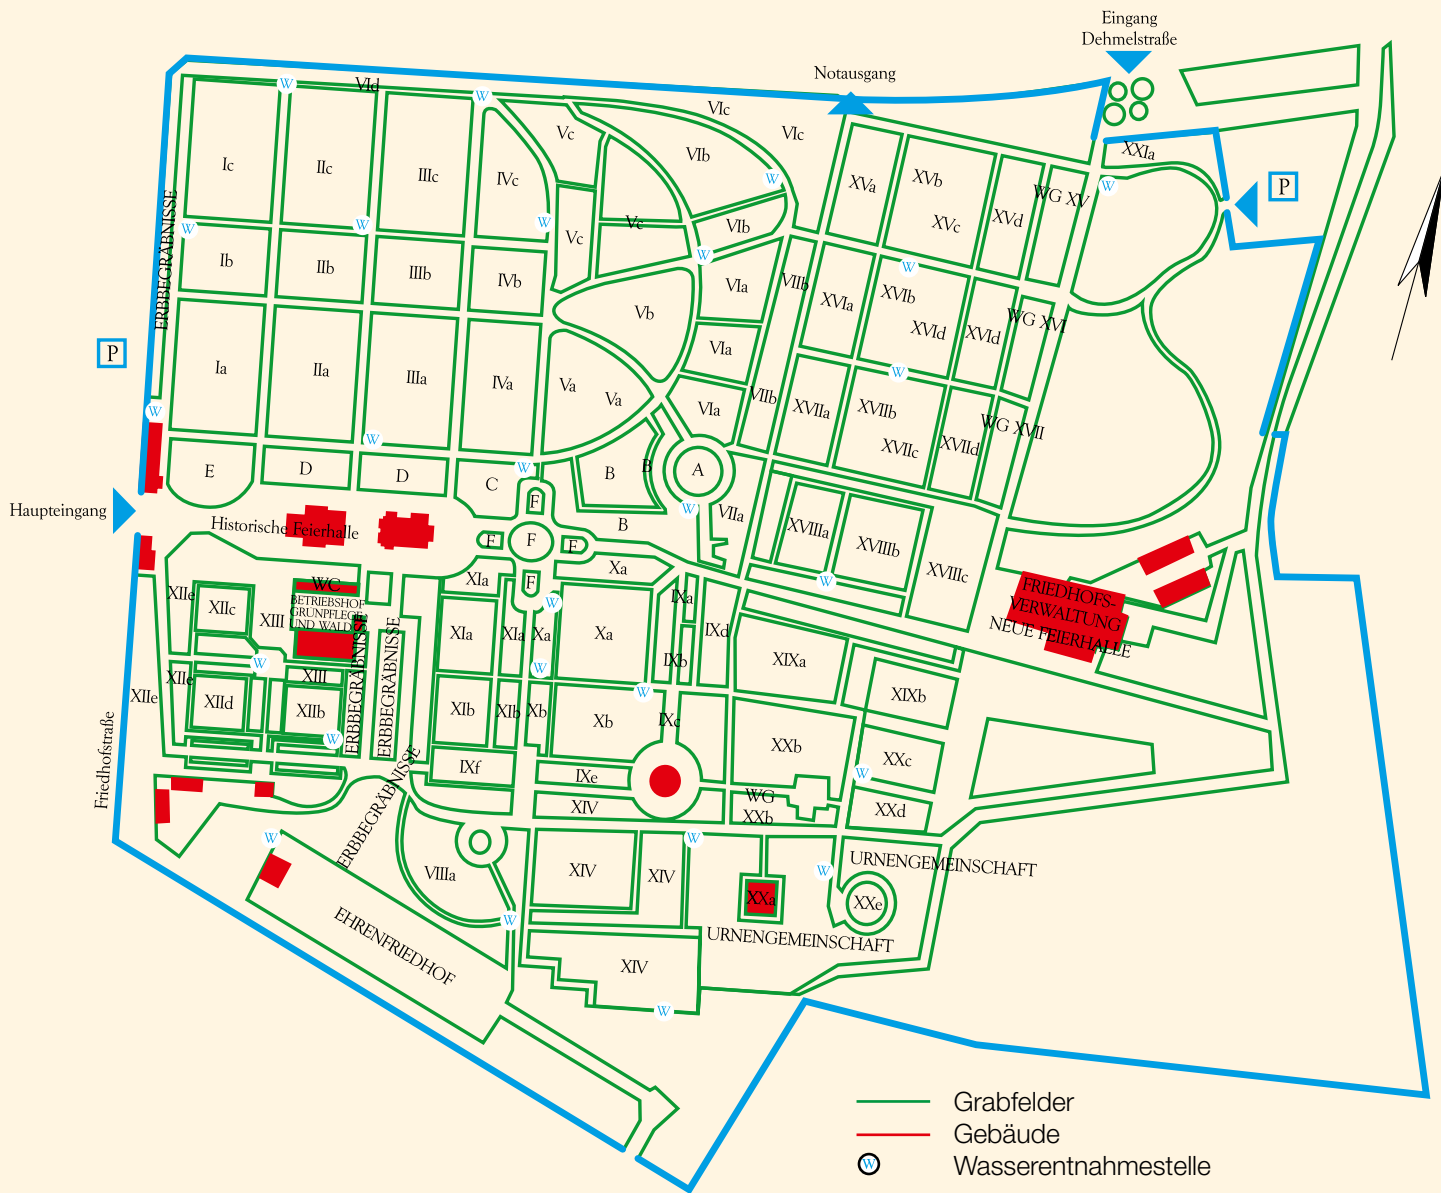 Eingang
Dehmelstraße
Notausgang
W
VId
W
VIc
VIc
Vc
VIb
XXIa
Ic
IIc
IIIc
IVc
W
XVa
XVb
WG XV
W
P
ERBBEGRÄBNISSE
W
W
W
Vc
Vc
VIb
XVc
XVd
Ib
IIb
IIIb
IVb
W
W
VIa
VIIb
XVIa
XVIb
WG XVI
Vb
XVId
XVId
P
Ia
IIa
IIIa
IVa
Va
Va
VIa
W
VIa
VIIb
XVIIa
XVIIb
WG XVII
W
W
XVIIc
XVIId
E
D
D
C
W
B
B
A
F
W
VIIa
Haupteingang
Historische Feierhalle
F
F
F
B
XVIIIa
XVIIIb
XVIIIc
Xa
XIa
F
W
XIIe
XIIc
WC
BETRIEBSHOF
GRÜNPFLEGE
UND WALD
XIII
W
IXa
FRIEDHOFS-
VERWALTUNG
NEUE FEIERHALLE
XIa
XIa
Xa
Xa
IXd
W
XIIe
XIII
ERBBEGRÄBNISSE
ERBBEGRÄBNISSE
W
IXb
XIXa
XIIe
XIId
XIIb
XIb
XIb
Xb
Xb
W
IXc
XIXb
W
XXb
XXc
Friedhofstraße
IXf
IXe
W
ERBBEGRÄBNISSE
XIV
WG
XXb
XXd
W
W
VIIIa
XIV
XIV
W
URNENGEMEINSCHAFT
XXa
XXe
EHRENFRIEDHOF
W
URNENGEMEINSCHAFT
XIV
W
Grabfelder
Gebäude
W
Wasserentnahmestelle